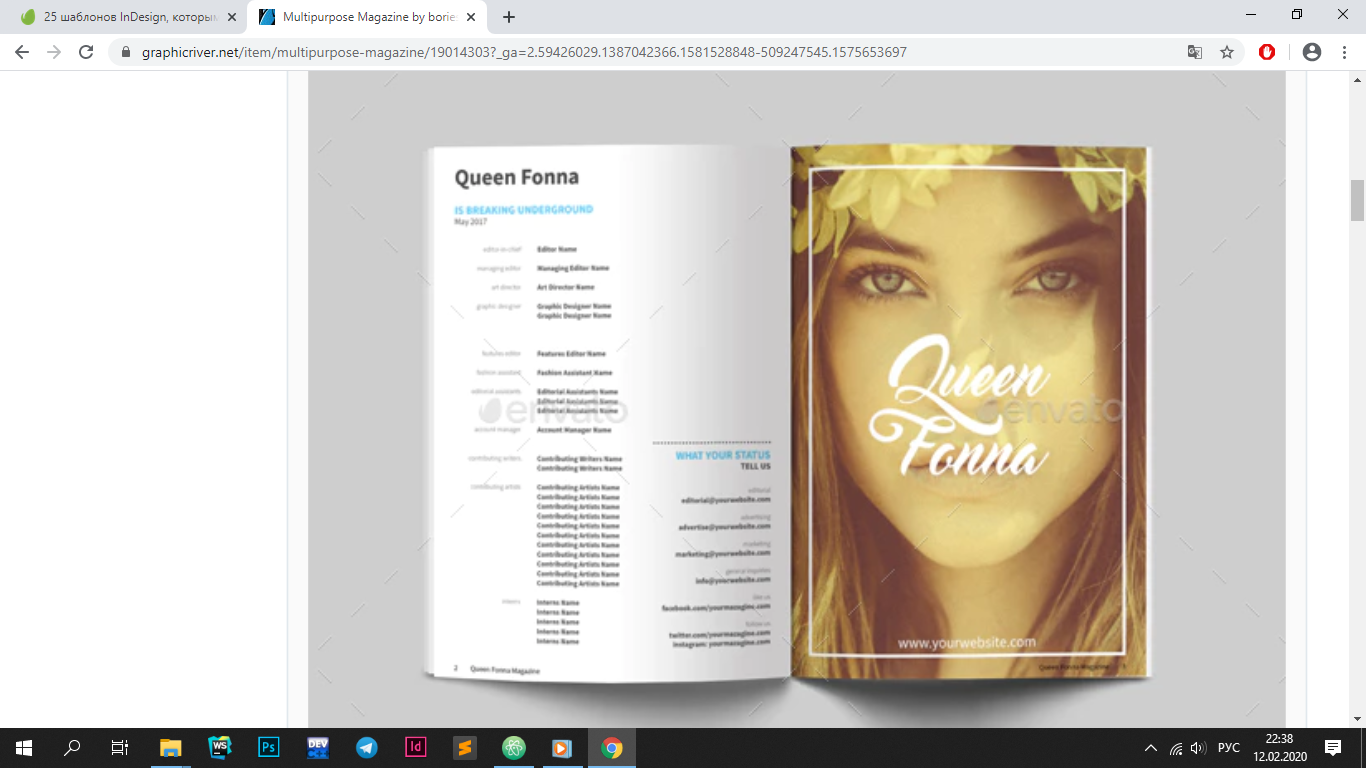 25 шаблонов InDesign, которым
Multipurpose Magazine by bories
graphicriver.net/item/multipurpose-magazine/19014303?_ga=2.59426029.1387042366.1581528848-509247545.1575653697
Queen Fonna
IS BREAKING UNDERGROUND
May 2017
editor-in-chief Editor Name
managing editor Managing Editor Name
art director Art Director Name
graphic designer Graphic Designer Name
Graphic Designer Name
features editor Features Editor Name
fashion assistant Fashion Assistant Name
editorial assistants Editorial Assistants Name
Editorial Assistants Name
Editorial Assistants Name
account manager Account Manager Name
contributing writers Contributing Writers Name
Contributing Writers Name
contributing artists Contributing Artists Name
Contributing Artists Name
Contributing Artists Name
Contributing Artists Name
Contributing Artists Name
Contributing Artists Name
Contributing Artists Name
Contributing Artists Name
Contributing Artists Name
Contributing Artists Name
Contributing Artists Name
interns Interns Name
Interns Name
Interns Name
Interns Name
Interns Name
envato
WHAT YOUR STATUS
TELL US
editorial
editorial@yourwebsite.com
advertising
advertise@yourwebsite.com
marketing
marketing@yourwebsite.com
general inquiries
info@yourwebsite.com
like us
facebook.com/yourmagazine.com
follow us
twitter.com/yourmagazine.com
instagram: yourmagazine.com
2 Queen Fonna Magazine
Queen
Fonna
envato
www.yourwebsite.com
Queen Fonna Magazine
WS
Ps
DEV
Id
РУС
22:38
12.02.2020